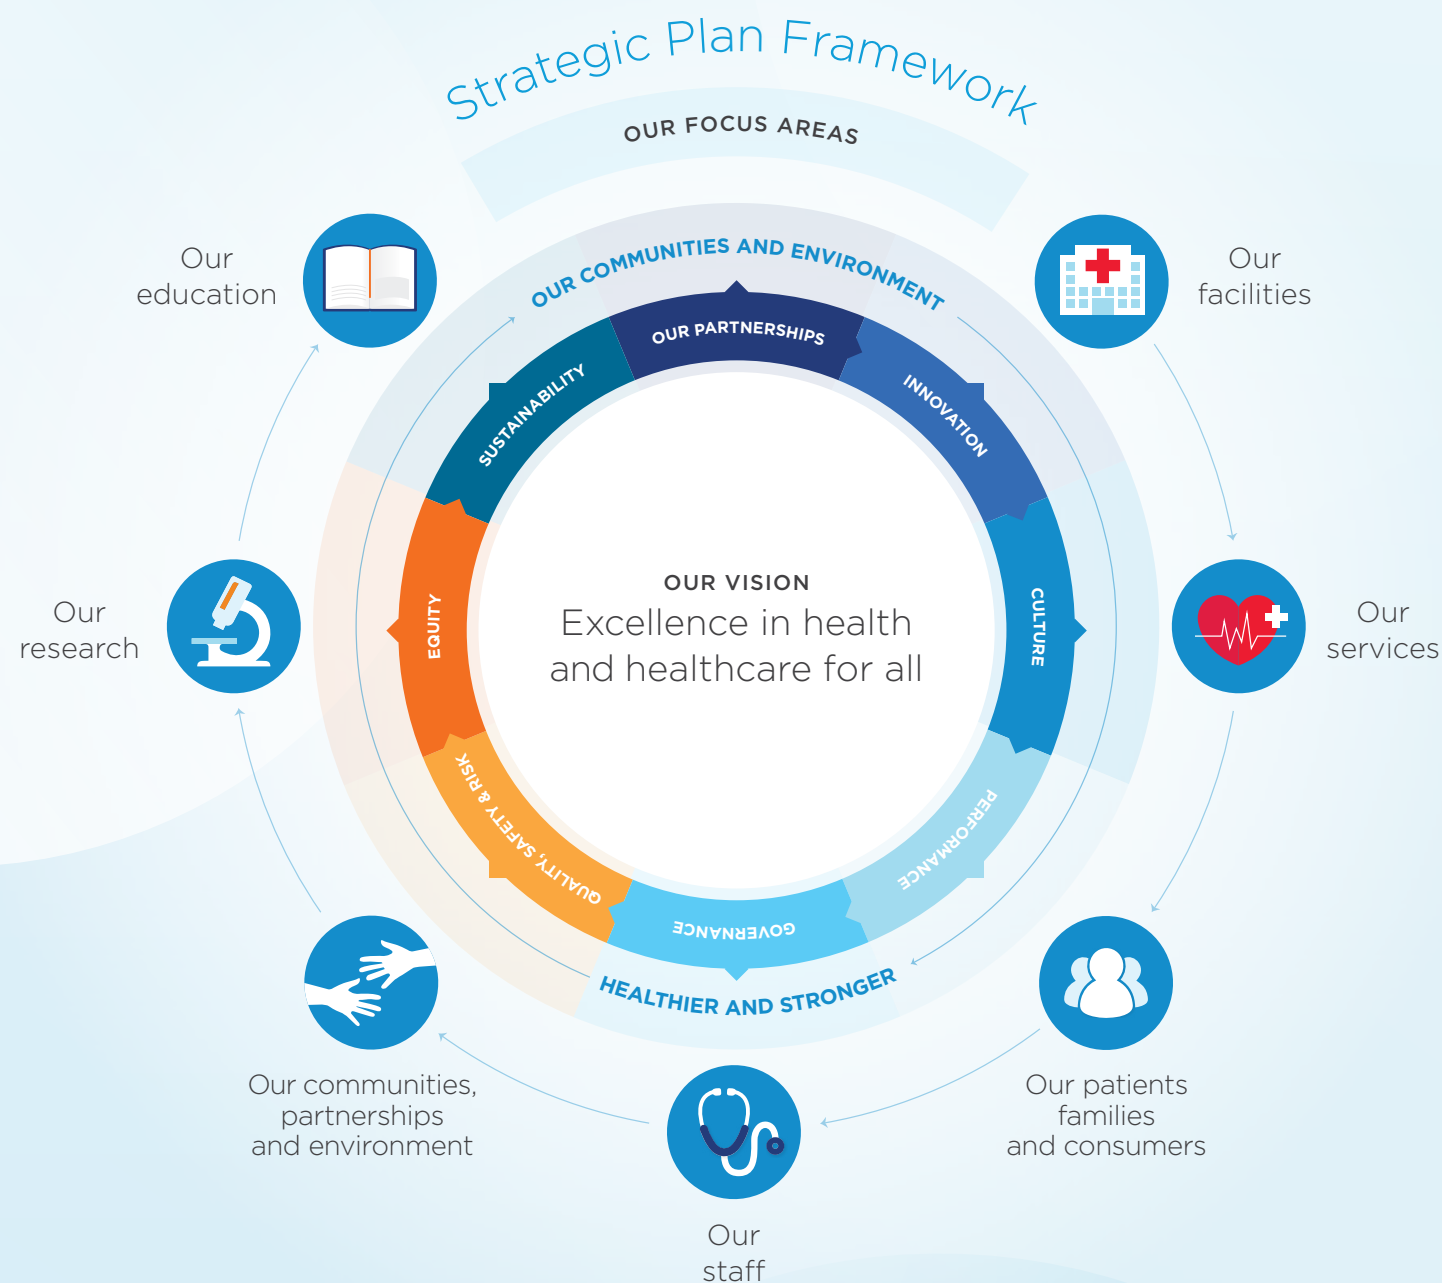 Strategic Plan Framework
OUR FOCUS AREAS
Our
education
Our
facilities
OUR COMMUNITIES AND ENVIRONMENT
OUR PARTNERSHIPS
INNOVATION
SUSTAINABILITY
CULTURE
EQUITY
OUR VISION
Excellence in health
and healthcare for all
Our
research
Our
services
PERFORMANCE
QUALITY, SAFETY & RISK
GOVERNANCE
HEALTHIER AND STRONGER
Our communities,
partnerships
and environment
Our patients
families
and consumers
Our
staff